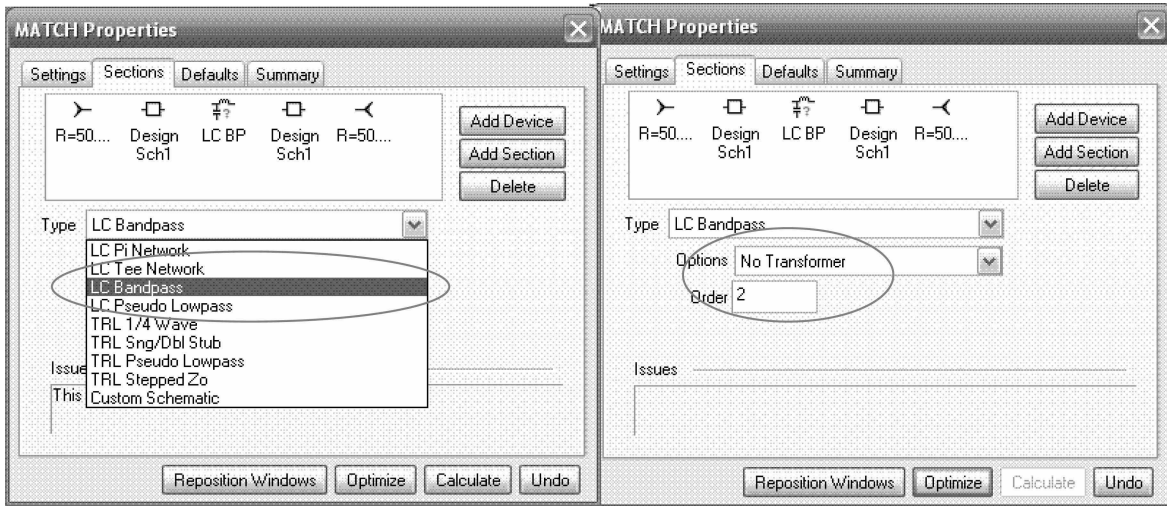 MATCH Properties
Settings Sections Defaults Summary
R=50.... Design Sch1 LC BP Design Sch1 R=50....
Add Device
Add Section
Delete
Type LC Bandpass
LC Pi Network
LC Tee Network
LC Bandpass
LC Pseudo Lowpass
TRL 1/4 Wave
TRL Sng/Dbl Stub
TRL Pseudo Lowpass
TRL Stepped Zo
Custom Schematic
Issue
This
Reposition Windows Optimize Calculate Undo
MATCH Properties
Settings Sections Defaults Summary
R=50.... Design Sch1 LC BP Design Sch1 R=50....
Add Device
Add Section
Delete
Type LC Bandpass
Options No Transformer
Order 2
Issues
Reposition Windows Optimize Calculate Undo